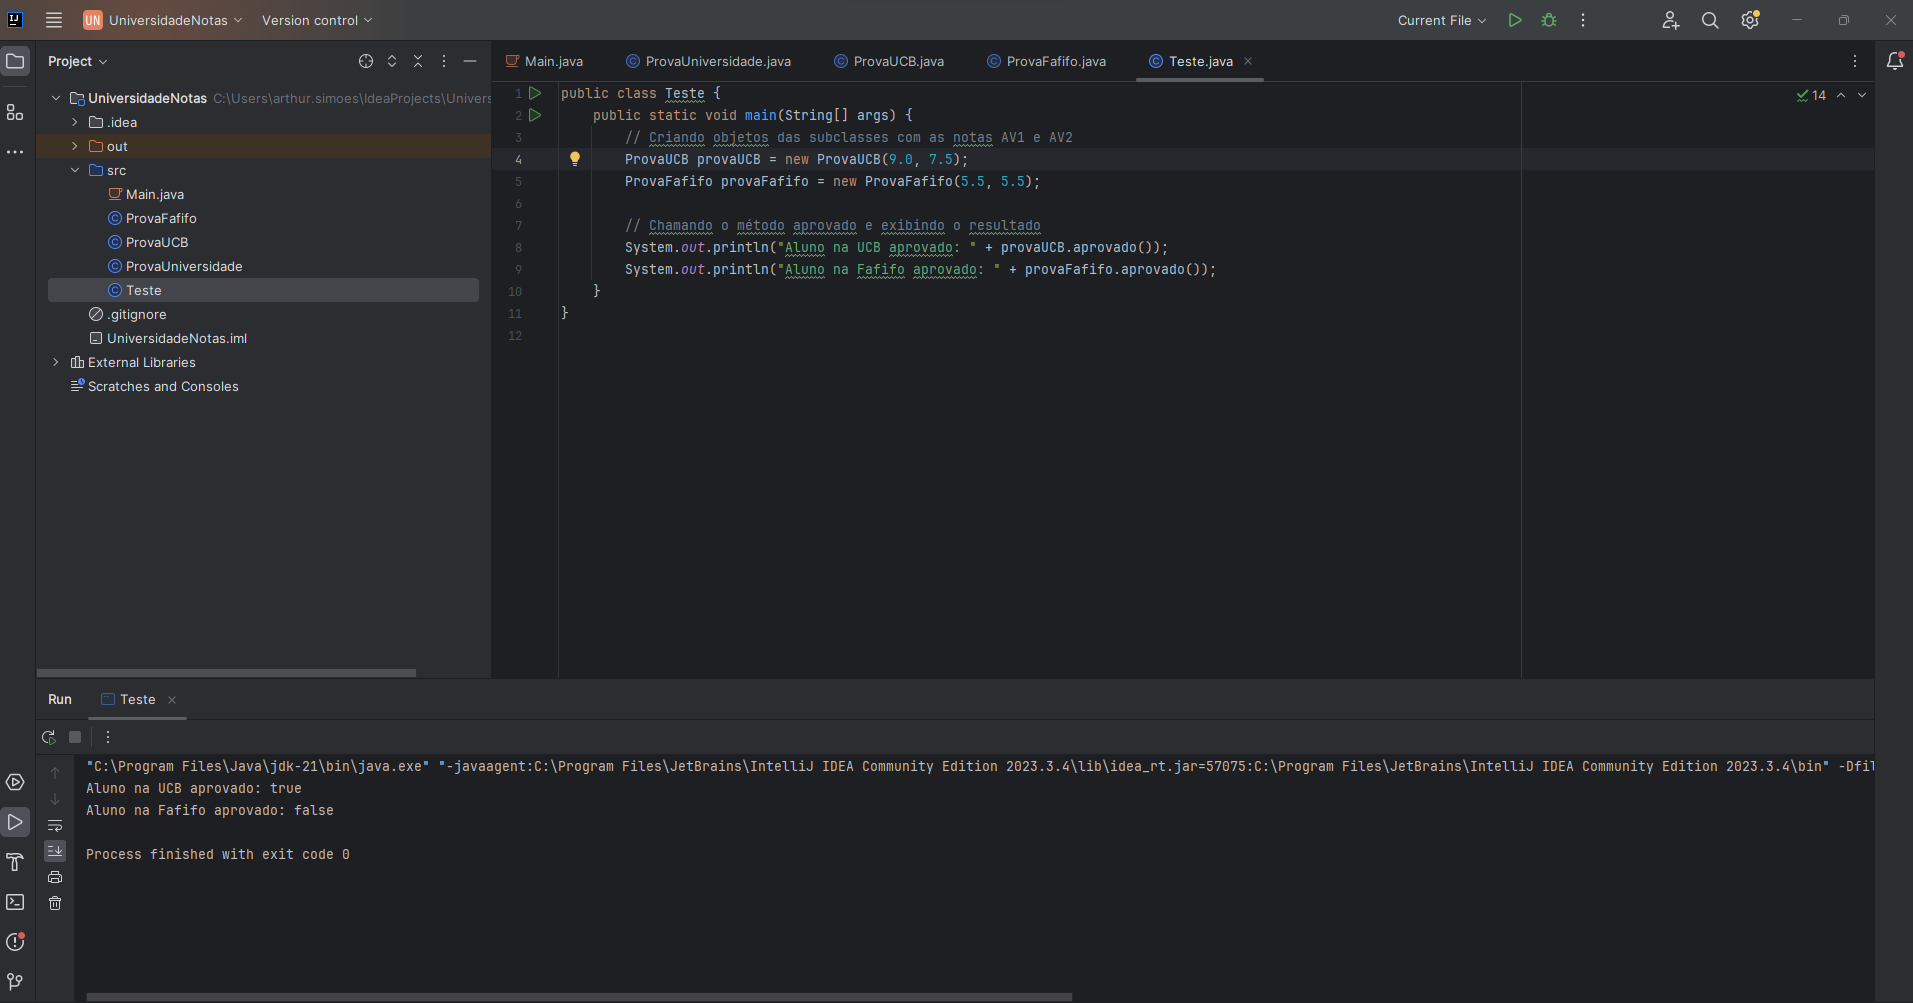 UN UniversidadeNotas Version control Current File
Project
Main.java ProvaUniversidade.java ProvaUCB.java ProvaFafifo.java Teste.java
UniversidadeNotas C:\Users\arthur.simoes\IdeaProjects\Univers
.idea
out
src
Main.java
ProvaFafifo
ProvaUCB
ProvaUniversidade
Teste
.gitignore
UniversidadeNotas.iml
External Libraries
Scratches and Consoles
14
1 public class Teste {
2 public static void main(String[] args) {
3 // Criando objetos das subclasses com as notas AV1 e AV2
4 ProvaUCB provaUCB = new ProvaUCB(9.0, 7.5);
5 ProvaFafifo provaFafifo = new ProvaFafifo(5.5, 5.5);
6
7 // Chamando o método aprovado e exibindo o resultado
8 System.out.println("Aluno na UCB aprovado: " + provaUCB.aprovado());
9 System.out.println("Aluno na Fafifo aprovado: " + provaFafifo.aprovado());
10 }
11 }
12
Run Teste
"C:\Program Files\Java\jdk-21\bin\java.exe" "-javaagent:C:\Program Files\JetBrains\IntelliJ IDEA Community Edition 2023.3.4\lib\idea_rt.jar=57075:C:\Program Files\JetBrains\IntelliJ IDEA Community Edition 2023.3.4\bin" -Dfil
Aluno na UCB aprovado: true
Aluno na Fafifo aprovado: false
Process finished with exit code 0